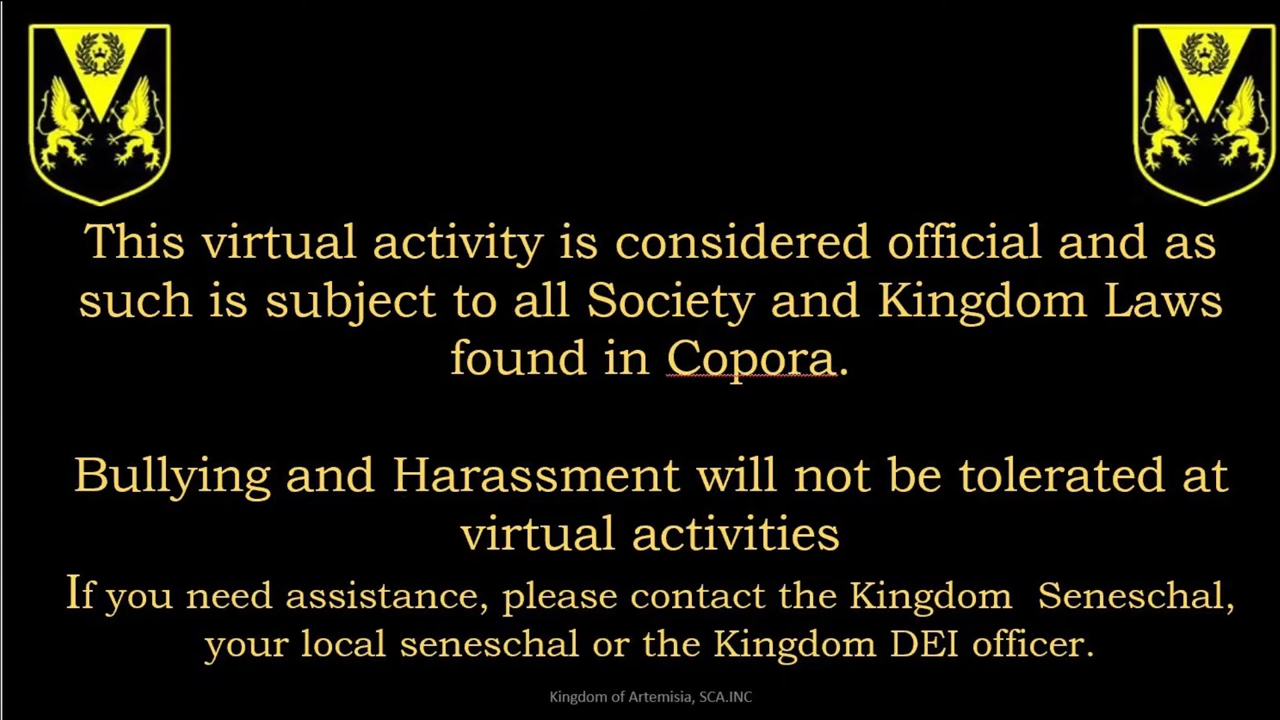 This virtual activity is considered official and as
such is subject to all Society and Kingdom Laws
found in Copora.
Bullying and Harassment will not be tolerated at
virtual activities
If you need assistance, please contact the Kingdom  Seneschal,
your local seneschal or the Kingdom DEI officer.
Kingdom of Artemisia, SCA.INC